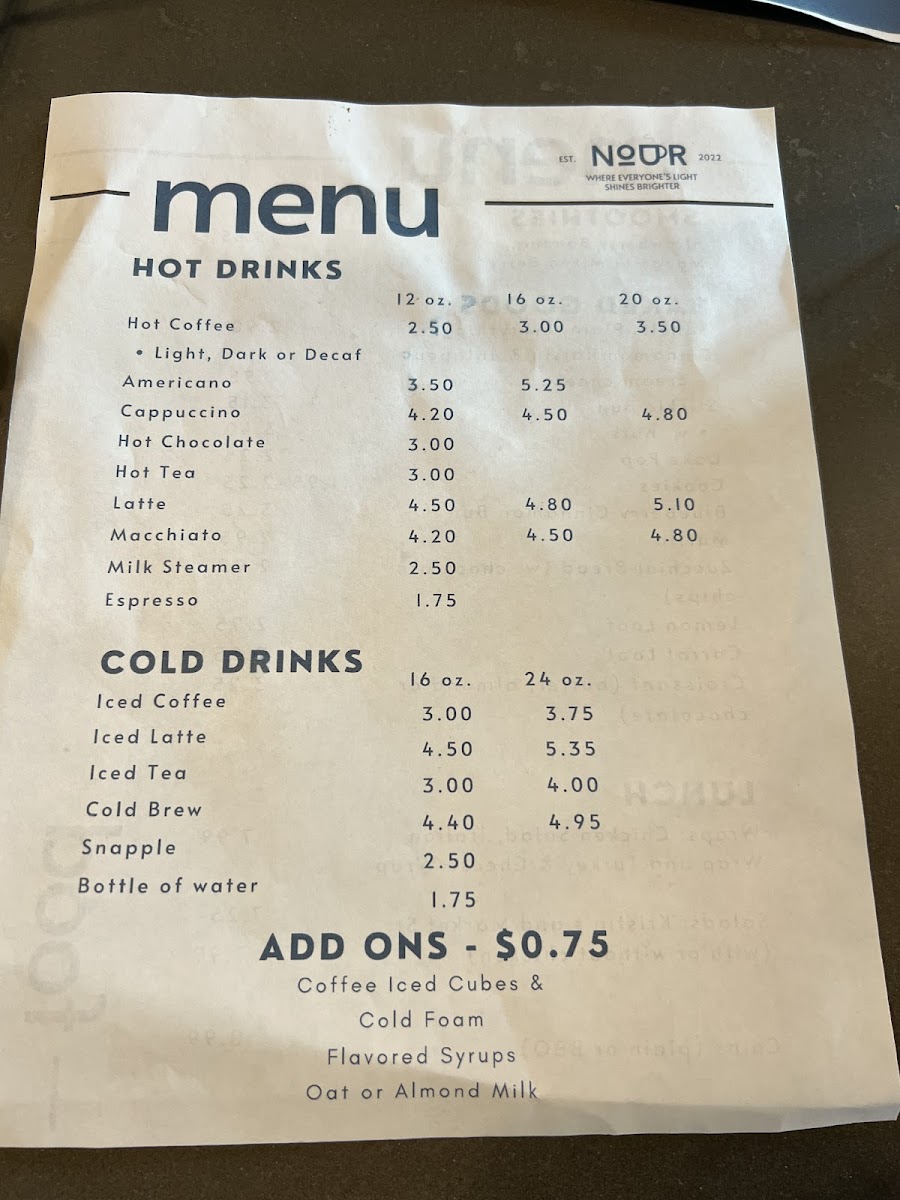 EST. NOUR 2022
WHERE EVERYONE'S LIGHT
SHINES BRIGHTER
menu
HOT DRINKS
12 oz. 16 oz. 20 oz.
Hot Coffee 2.50 3.00 3.50
• Light, Dark or Decaf
Americano 3.50 5.25
Cappuccino 4.20 4.50 4.80
Hot Chocolate 3.00
Hot Tea 3.00
Latte 4.50 4.80 5.10
Macchiato 4.20 4.50 4.80
Milk Steamer 2.50
Espresso 1.75
COLD DRINKS
16 oz. 24 oz.
Iced Coffee 3.00 3.75
Iced Latte 4.50 5.35
Iced Tea 3.00 4.00
Cold Brew 4.40 4.95
Snapple 2.50
Bottle of water 1.75
ADD ONS - $0.75
Coffee Iced Cubes &
Cold Foam
Flavored Syrups
Oat or Almond Milk